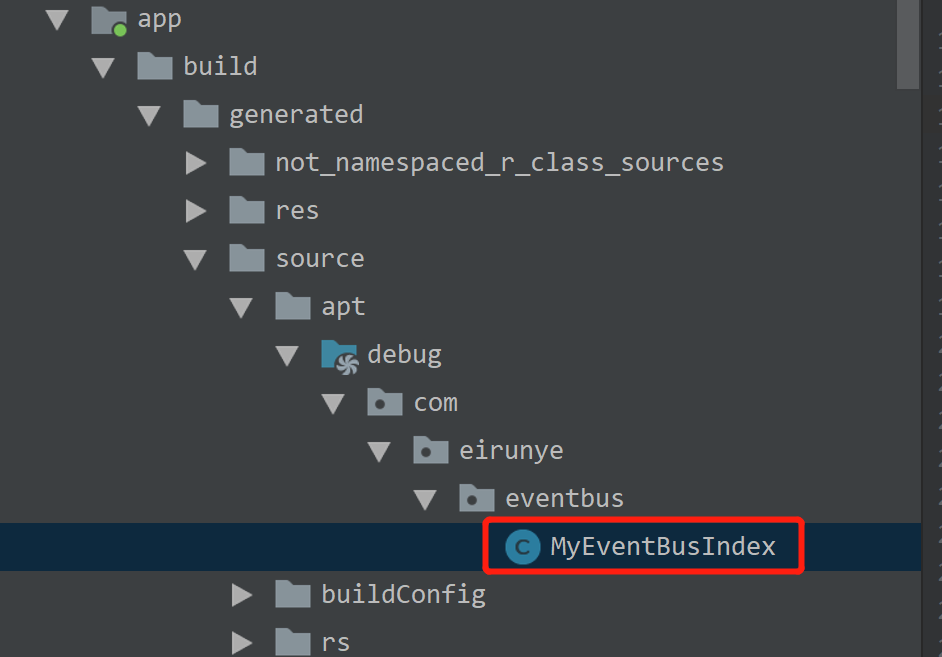 app
build
generated
not_namespaced_r_class_sources
res
source
apt
debug
com
eirunye
eventbus
C MyEventBusIndex
buildConfig
rs